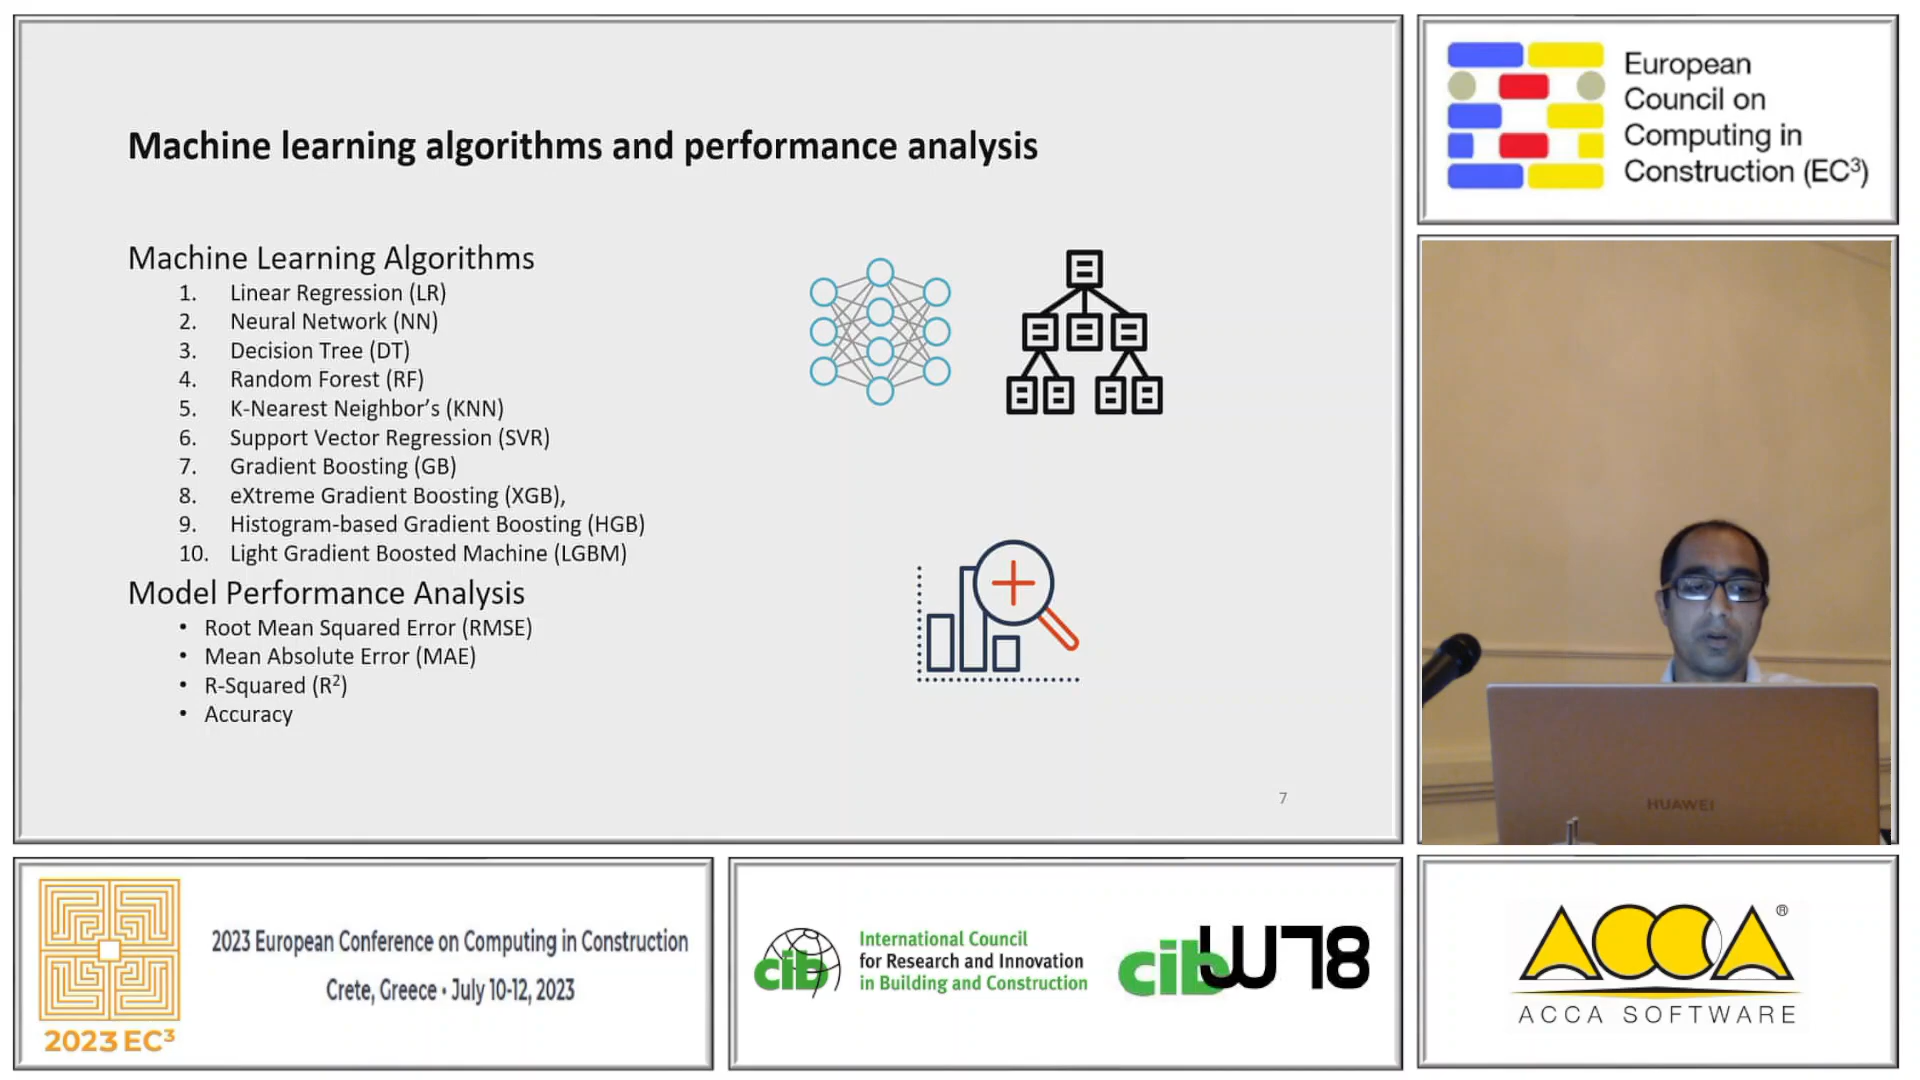 Machine learning algorithms and performance analysis
Machine Learning Algorithms
1. Linear Regression (LR)
2. Neural Network (NN)
3. Decision Tree (DT)
4. Random Forest (RF)
5. K-Nearest Neighbor’s (KNN)
6. Support Vector Regression (SVR)
7. Gradient Boosting (GB)
8. eXtreme Gradient Boosting (XGB),
9. Histogram-based Gradient Boosting (HGB)
10. Light Gradient Boosted Machine (LGBM)
Model Performance Analysis
• Root Mean Squared Error (RMSE)
• Mean Absolute Error (MAE)
• R-Squared (R²)
• Accuracy
7
European
Council on
Computing in
Construction (EC³)
HUAWEI
2023 European Conference on Computing in Construction
Crete, Greece • July 10-12, 2023
2023 EC³
cib
International Council
for Research and Innovation
in Building and Construction
cib W78
ACCA ®
ACCA SOFTWARE